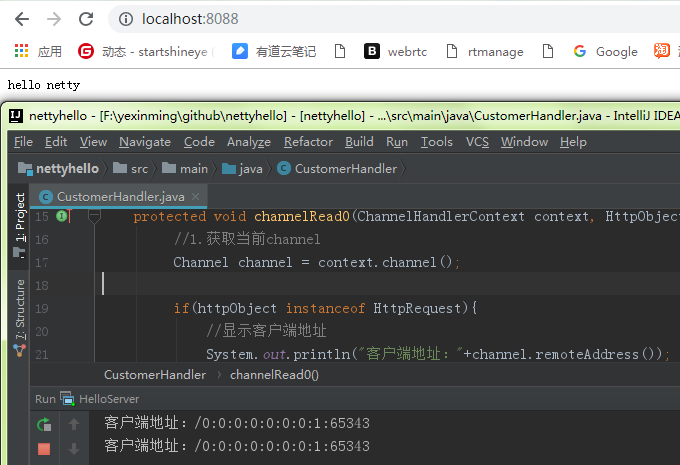 localhost:8088
应用 动态 - startshineye 有道云笔记 webrtc rtmanage Google 淘
hello netty
nettyhello - [F:\yexinming\github\nettyhello] - [nettyhello] - ...\src\main\java\CustomerHandler.java - IntelliJ IDEA
File Edit View Navigate Code Analyze Refactor Build Run Tools VCS Window Help
nettyhello src main java CustomerHandler
CustomerHandler.java
1: Project
7: Structure
15 protected void channelRead0(ChannelHandlerContext context, HttpObject
16 //1.获取当前channel
17 Channel channel = context.channel();
18
19 if(httpObject instanceof HttpRequest){
20 //显示客户端地址
21 System.out.println("客户端地址："+channel.remoteAddress());
CustomerHandler › channelRead0()
Run HelloServer
客户端地址：/0:0:0:0:0:0:0:1:65343
客户端地址：/0:0:0:0:0:0:0:1:65343